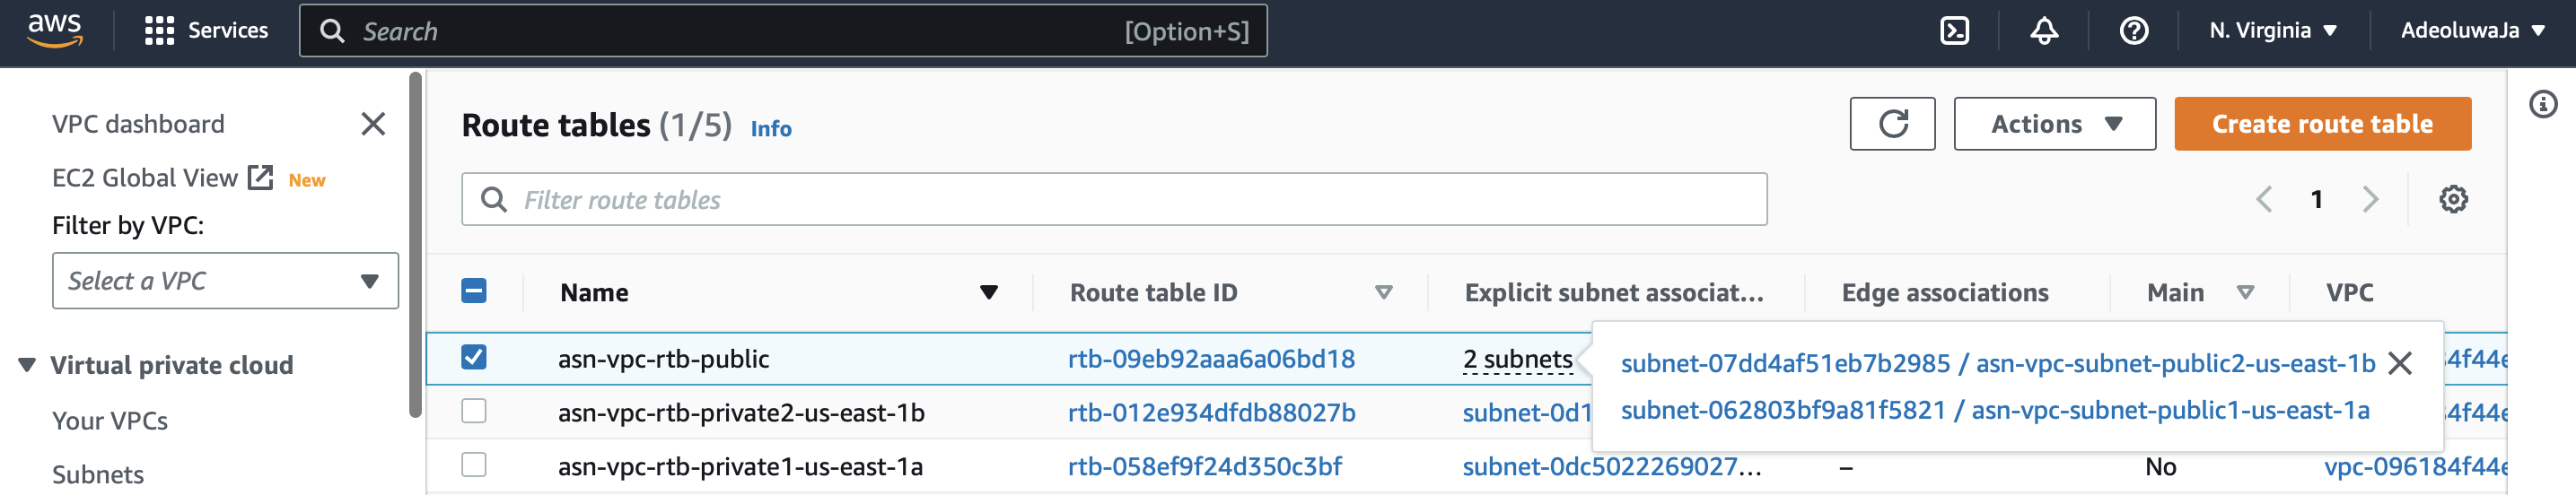 aws
Services
Search
[Option+S]
N. Virginia
AdeoluwaJa
VPC dashboard
EC2 Global View New
Filter by VPC:
Select a VPC
Virtual private cloud
Your VPCs
Subnets
Route tables (1/5) Info
Actions
Create route table
Filter route tables
1
Name Route table ID Explicit subnet associat... Edge associations Main VPC
asn-vpc-rtb-public rtb-09eb92aaa6a06bd18 2 subnets 4f44e
subnet-07dd4af51eb7b2985 / asn-vpc-subnet-public2-us-east-1b
subnet-062803bf9a81f5821 / asn-vpc-subnet-public1-us-east-1a
asn-vpc-rtb-private2-us-east-1b rtb-012e934dfdb88027b subnet-0d1 4f44e
asn-vpc-rtb-private1-us-east-1a rtb-058ef9f24d350c3bf subnet-0dc5022269027... – No vpc-096184f44e